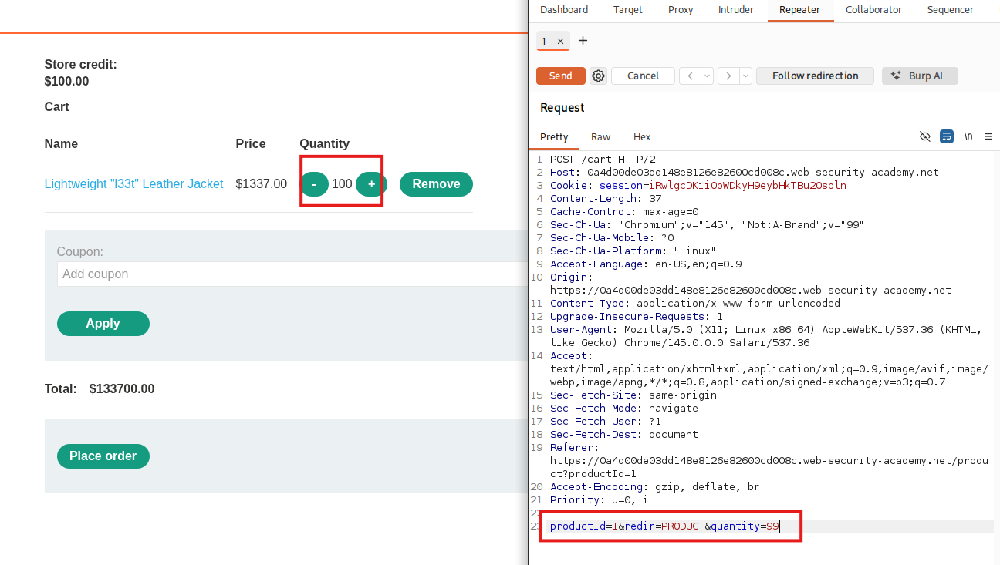 Store credit:
$100.00
Cart
Name Price Quantity
Lightweight "l33t" Leather Jacket $1337.00 - 100 + Remove
Coupon:
Add coupon
Apply
Total: $133700.00
Place order
Dashboard Target Proxy Intruder Repeater Collaborator Sequencer
1 × +
Send Cancel < > Follow redirection Burp AI
Request
Pretty Raw Hex \n
1 POST /cart HTTP/2
2 Host: 0a4d00de03dd148e8126e82600cd008c.web-security-academy.net
3 Cookie: session=iRwlgcDKiiOoWDkyH9eybHkTBu20spln
4 Content-Length: 37
5 Cache-Control: max-age=0
6 Sec-Ch-Ua: "Chromium";v="145", "Not:A-Brand";v="99"
7 Sec-Ch-Ua-Mobile: ?0
8 Sec-Ch-Ua-Platform: "Linux"
9 Accept-Language: en-US,en;q=0.9
10 Origin:
https://0a4d00de03dd148e8126e82600cd008c.web-security-academy.net
11 Content-Type: application/x-www-form-urlencoded
12 Upgrade-Insecure-Requests: 1
13 User-Agent: Mozilla/5.0 (X11; Linux x86_64) AppleWebKit/537.36 (KHTML,
like Gecko) Chrome/145.0.0.0 Safari/537.36
14 Accept:
text/html,application/xhtml+xml,application/xml;q=0.9,image/avif,image/
webp,image/apng,*/*;q=0.8,application/signed-exchange;v=b3;q=0.7
15 Sec-Fetch-Site: same-origin
16 Sec-Fetch-Mode: navigate
17 Sec-Fetch-User: ?1
18 Sec-Fetch-Dest: document
19 Referer:
https://0a4d00de03dd148e8126e82600cd008c.web-security-academy.net/produ
ct?productId=1
20 Accept-Encoding: gzip, deflate, br
21 Priority: u=0, i
22
23 productId=1&redir=PRODUCT&quantity=99